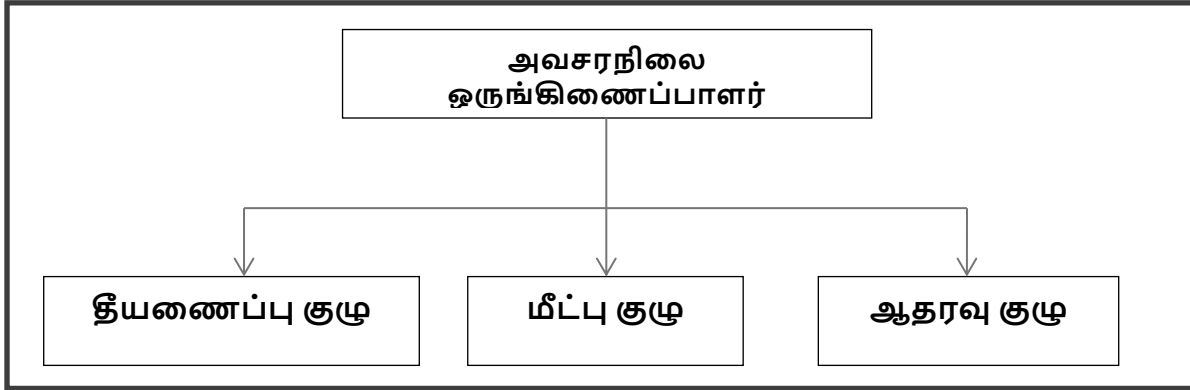 அவசரநிலை
ஒருங்கிணைப்பாளர்
தீயணைப்பு குழு
மீட்பு குழு
ஆதரவு குழு